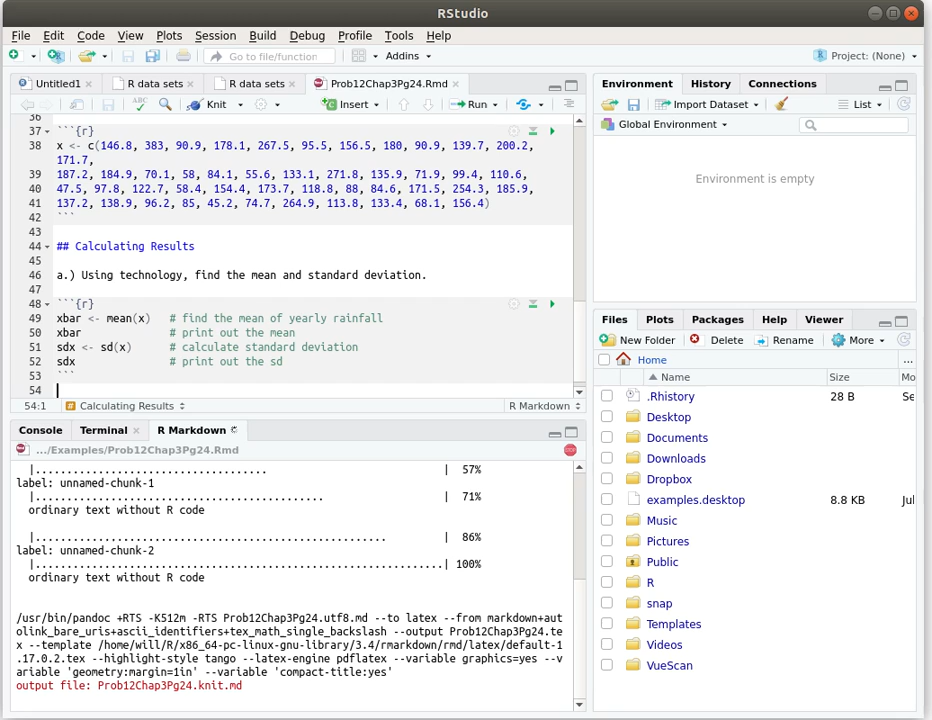 RStudio
File Edit Code View Plots Session Build Debug Profile Tools Help
Go to file/function Addins Project: (None)
Untitled1 R data sets R data sets Prob12Chap3Pg24.Rmd
ABC Knit Insert Run
36
37 ```{r}
38 x <- c(146.8, 383, 90.9, 178.1, 267.5, 95.5, 156.5, 180, 90.9, 139.7, 200.2,
171.7,
39 187.2, 184.9, 70.1, 58, 84.1, 55.6, 133.1, 271.8, 135.9, 71.9, 99.4, 110.6,
40 47.5, 97.8, 122.7, 58.4, 154.4, 173.7, 118.8, 88, 84.6, 171.5, 254.3, 185.9,
41 137.2, 138.9, 96.2, 85, 45.2, 74.7, 264.9, 113.8, 133.4, 68.1, 156.4)
42 ```
43
44 ## Calculating Results
45
46 a.) Using technology, find the mean and standard deviation.
47
48 ```{r}
49 xbar <- mean(x) # find the mean of yearly rainfall
50 xbar # print out the mean
51 sdx <- sd(x) # calculate standard deviation
52 sdx # print out the sd
53 ```
54
54:1 # Calculating Results R Markdown
Console Terminal R Markdown
.../Examples/Prob12Chap3Pg24.Rmd
|...................................... | 57%
label: unnamed-chunk-1
|............................................... | 71%
ordinary text without R code
|......................................................... | 86%
label: unnamed-chunk-2
|..................................................................| 100%
ordinary text without R code
/usr/bin/pandoc +RTS -K512m -RTS Prob12Chap3Pg24.utf8.md --to latex --from markdown+aut
olink_bare_uris+ascii_identifiers+tex_math_single_backslash --output Prob12Chap3Pg24.te
x --template /home/will/R/x86_64-pc-linux-gnu-library/3.4/rmarkdown/rmd/latex/default-1
.17.0.2.tex --highlight-style tango --latex-engine pdflatex --variable graphics=yes --v
ariable 'geometry:margin=1in' --variable 'compact-title:yes'
output file: Prob12Chap3Pg24.knit.md
Environment History Connections
Import Dataset List
Global Environment
Environment is empty
Files Plots Packages Help Viewer
New Folder Delete Rename More
Home ...
Name Size Mo
.Rhistory 28 B Se
Desktop
Documents
Downloads
Dropbox
examples.desktop 8.8 KB Jul
Music
Pictures
Public
R
snap
Templates
Videos
VueScan